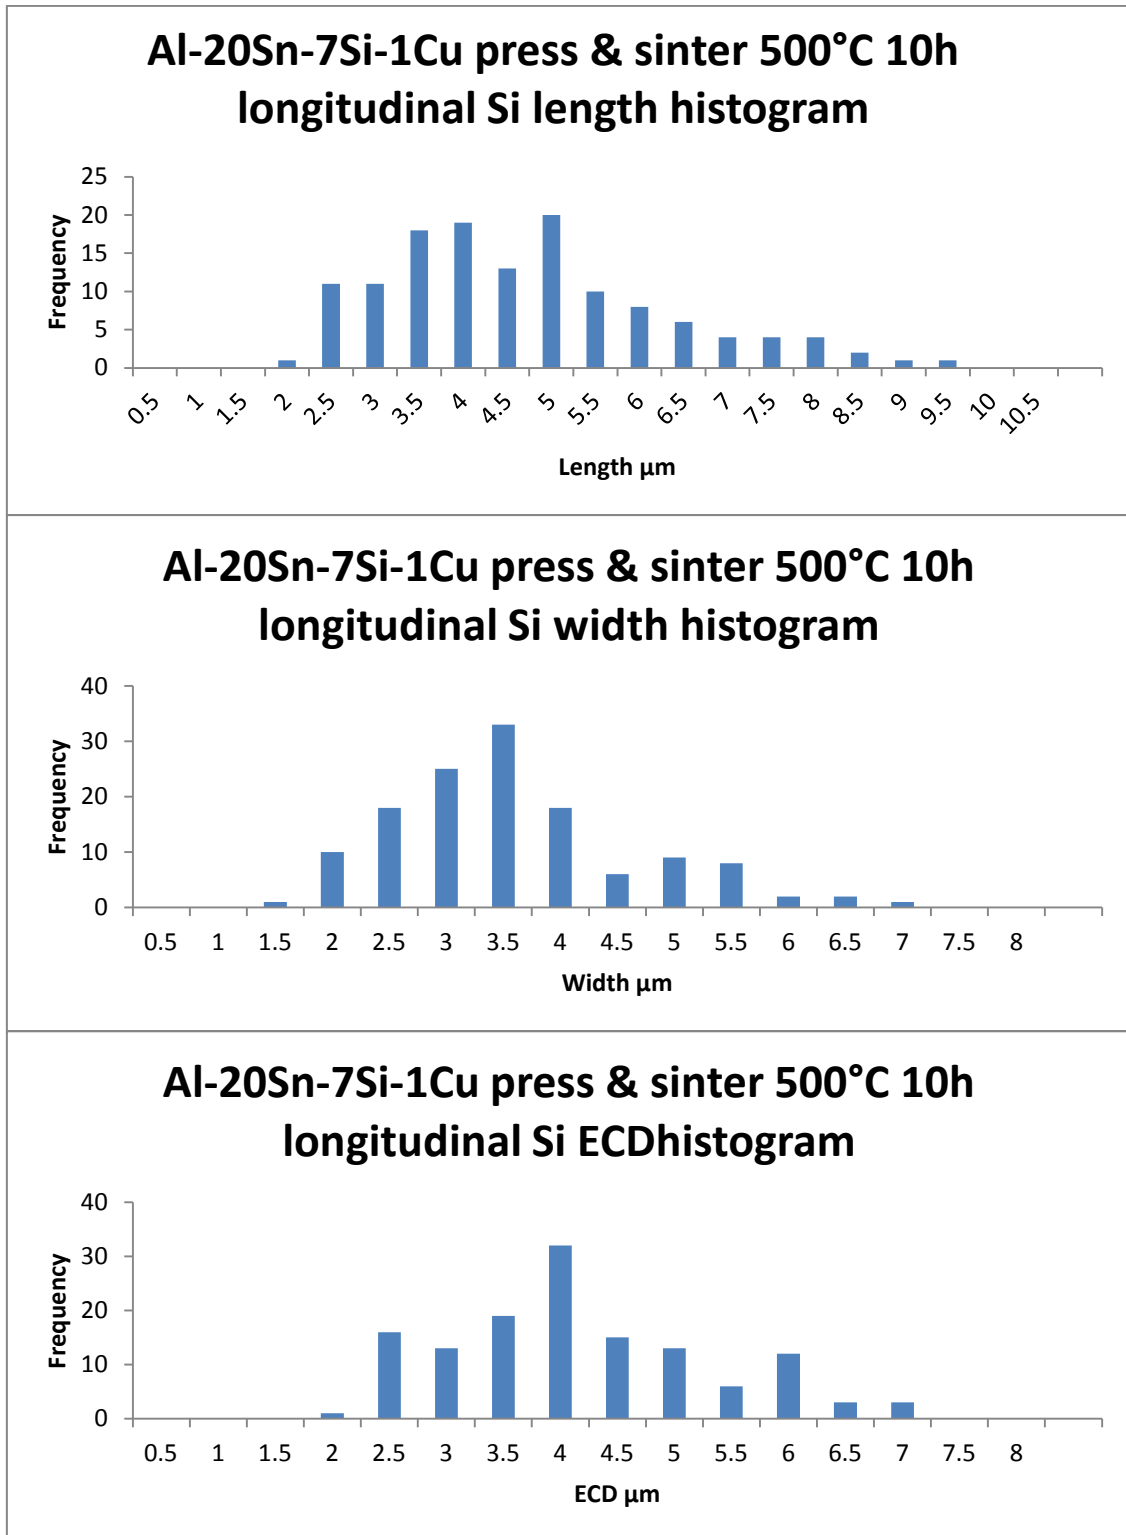 Al-20Sn-7Si-1Cu press & sinter 500°C 10h
longitudinal Si length histogram
25
20
15
10
5
0
Frequency
0.5 1 1.5 2 2.5 3 3.5 4 4.5 5 5.5 6 6.5 7 7.5 8 8.5 9 9.5 10 10.5
Length µm
Al-20Sn-7Si-1Cu press & sinter 500°C 10h
longitudinal Si width histogram
40
30
20
10
0
Frequency
0.5 1 1.5 2 2.5 3 3.5 4 4.5 5 5.5 6 6.5 7 7.5 8
Width µm
Al-20Sn-7Si-1Cu press & sinter 500°C 10h
longitudinal Si ECDhistogram
40
30
20
10
0
Frequency
0.5 1 1.5 2 2.5 3 3.5 4 4.5 5 5.5 6 6.5 7 7.5 8
ECD µm